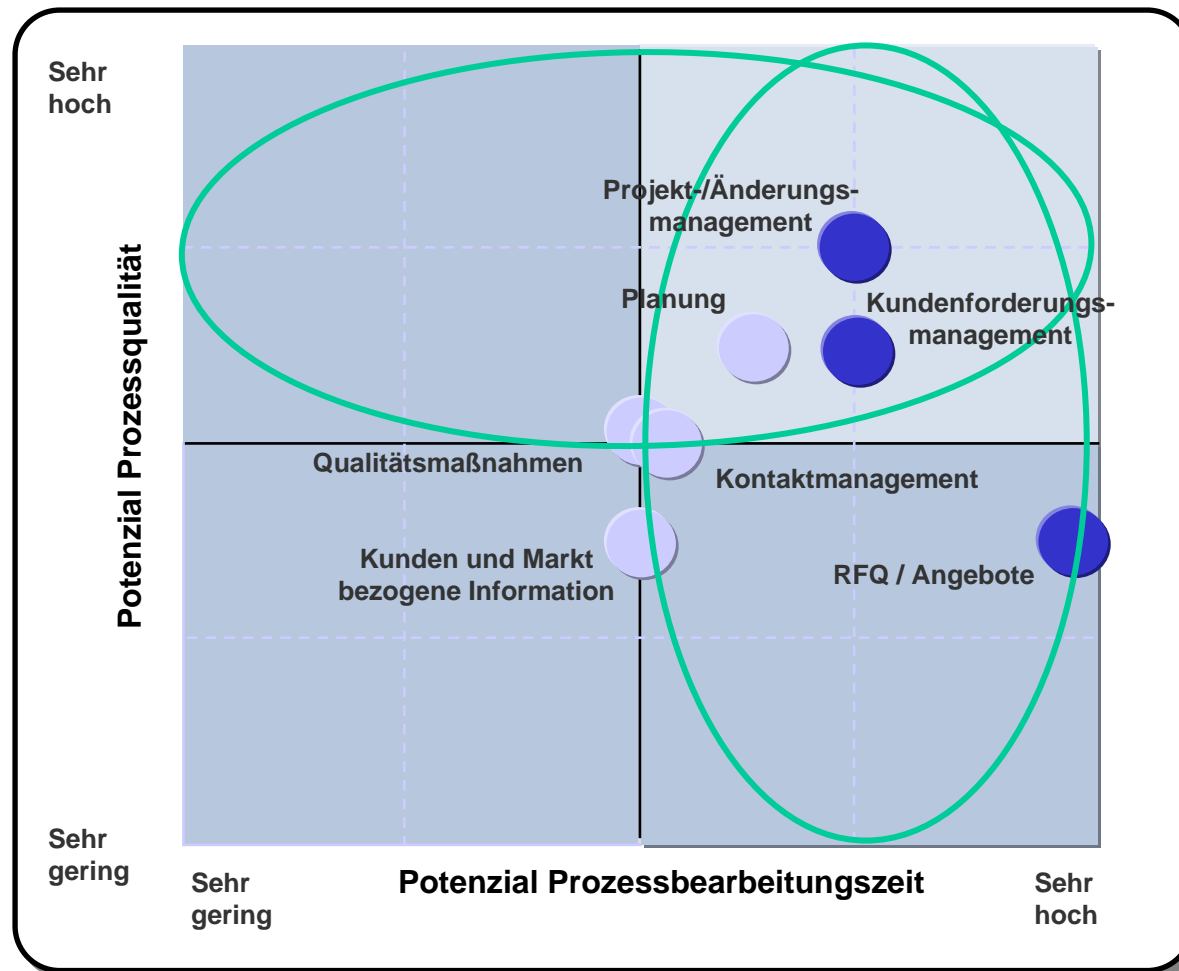 Sehr
hoch
Projekt-/Änderungs-
management
Planung
Kundenforderungs-
management
Potenzial Prozessqualität
Qualitätsmaßnahmen
Kontaktmanagement
Kunden und Markt
bezogene Information
RFQ / Angebote
Sehr
gering
Sehr
gering
Potenzial Prozessbearbeitungszeit
Sehr
hoch